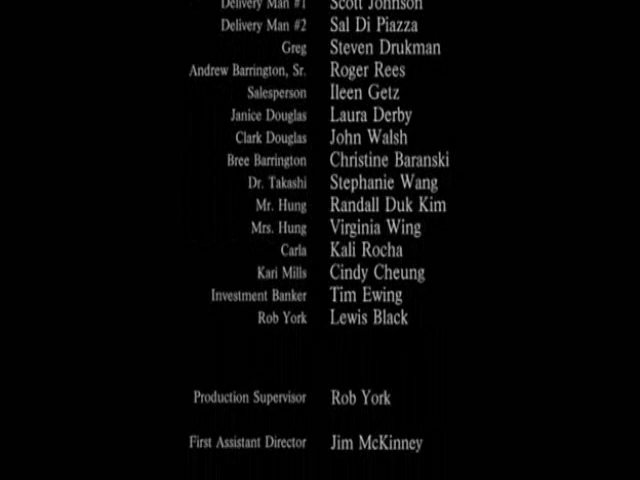 Delivery Man #1 Scott Johnson
Delivery Man #2 Sal Di Piazza
Greg Steven Drukman
Andrew Barrington, Sr. Roger Rees
Salesperson Ileen Getz
Janice Douglas Laura Derby
Clark Douglas John Walsh
Bree Barrington Christine Baranski
Dr. Takashi Stephanie Wang
Mr. Hung Randall Duk Kim
Mrs. Hung Virginia Wing
Carla Kali Rocha
Kari Mills Cindy Cheung
Investment Banker Tim Ewing
Rob York Lewis Black
Production Supervisor Rob York
First Assistant Director Jim McKinney